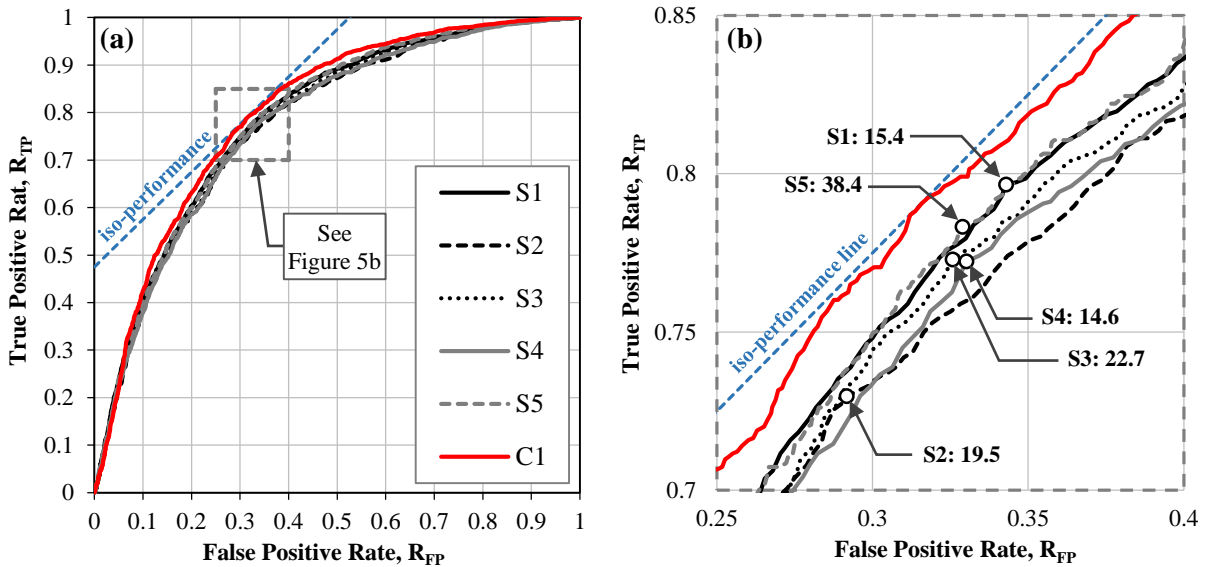 (a)
True Positive Rat, R_TP
1
0.9
0.8
0.7
0.6
0.5
0.4
0.3
0.2
0.1
0
iso-performance
See
Figure 5b
S1
S2
S3
S4
S5
C1
0 0.1 0.2 0.3 0.4 0.5 0.6 0.7 0.8 0.9 1
False Positive Rate, R_FP
(b)
True Positive Rate, R_TP
0.85
0.8
0.75
0.7
S1: 15.4
S5: 38.4
iso-performance line
S4: 14.6
S3: 22.7
S2: 19.5
0.25 0.3 0.35 0.4
False Positive Rate, R_FP